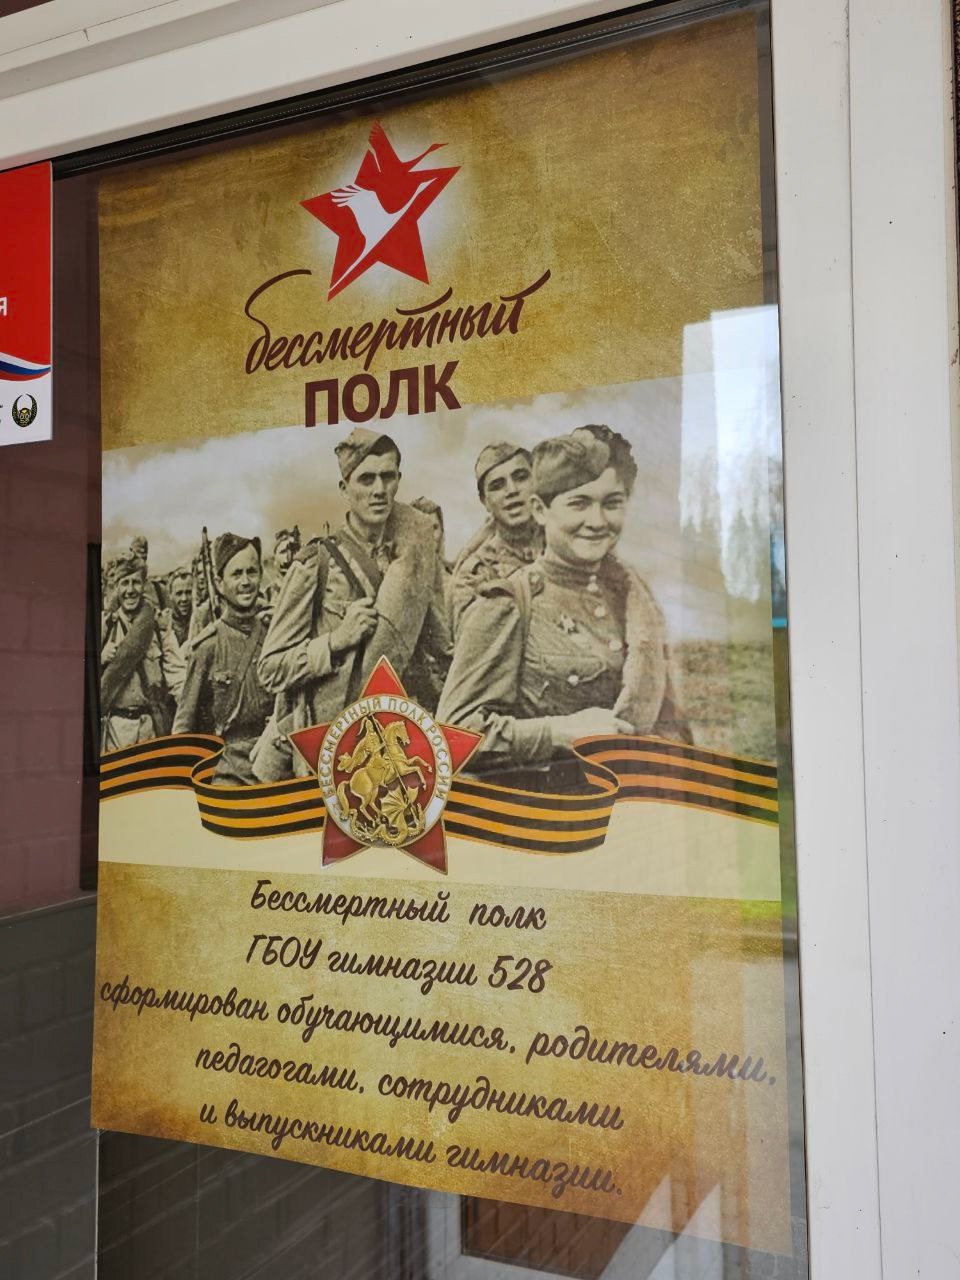 бессмертный
ПОЛК
БЕССМЕРТНЫЙ ПОЛК РОССИИ
Бессмертный полк
ГБОУ гимназии 528
сформирован обучающимися, родителями,
педагогами, сотрудниками
и выпускниками гимназии.